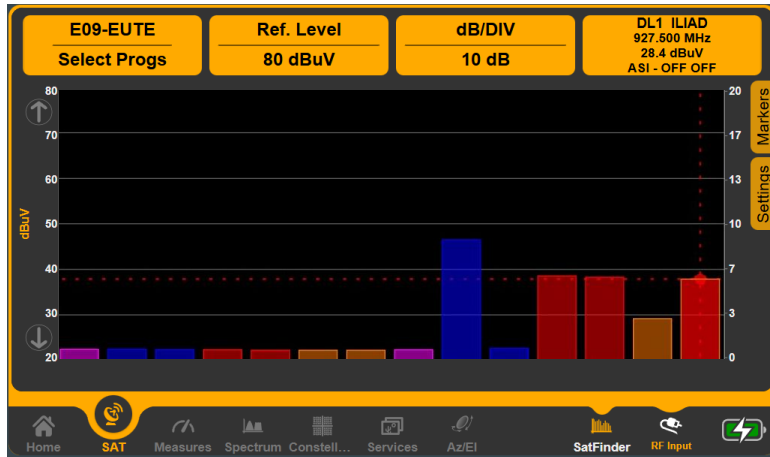 E09-EUTE
Select Progs
Ref. Level
80 dBuV
dB/DIV
10 dB
DL1 ILIAD
927.500 MHz
28.4 dBuV
ASI - OFF OFF
80
70
60
50
40
30
20
dBuV
20
17
13
10
7
3
0
Markers
Settings
Home
SAT
Measures
Spectrum
Constell...
Services
Az/El
SatFinder
RF Input